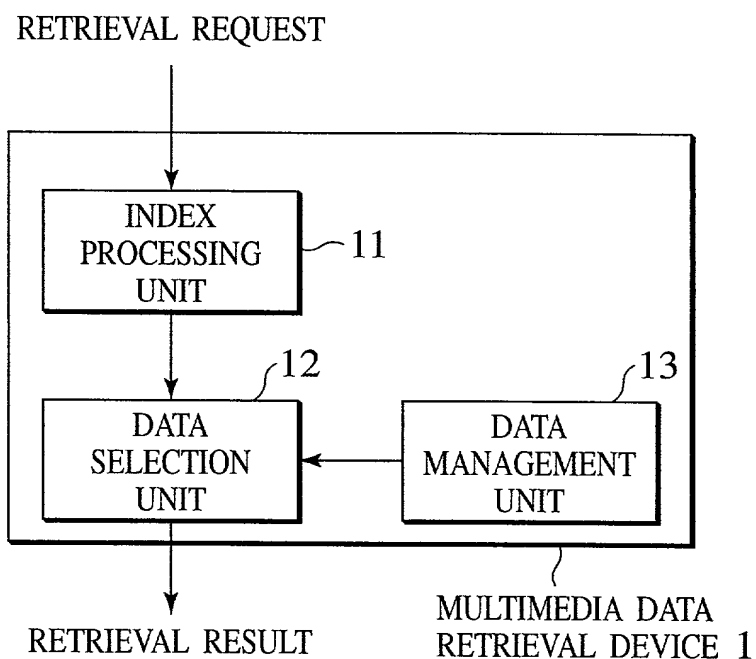 RETRIEVAL REQUEST
INDEX
PROCESSING
UNIT
11
12
13
DATA
SELECTION
UNIT
DATA
MANAGEMENT
UNIT
RETRIEVAL RESULT
MULTIMEDIA DATA
RETRIEVAL DEVICE 1